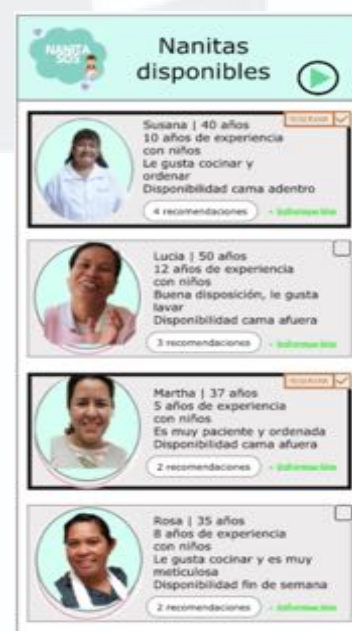 NANITA
SOS
Nanitas
disponibles
Susana | 40 años
10 años de experiencia
con niños
Le gusta cocinar y
ordenar
Disponibilidad cama adentro
4 recomendaciones
+ información
Lucia | 50 años
12 años de experiencia
con niños
Buena disposición, le gusta
lavar
Disponibilidad cama afuera
3 recomendaciones
+ información
Martha | 37 años
5 años de experiencia
con niños
Es muy paciente y ordenada
Disponibilidad cama afuera
2 recomendaciones
+ información
Rosa | 35 años
8 años de experiencia
con niños
Le gusta cocinar y es muy
meticulosa
Disponibilidad fin de semana
2 recomendaciones
+ información